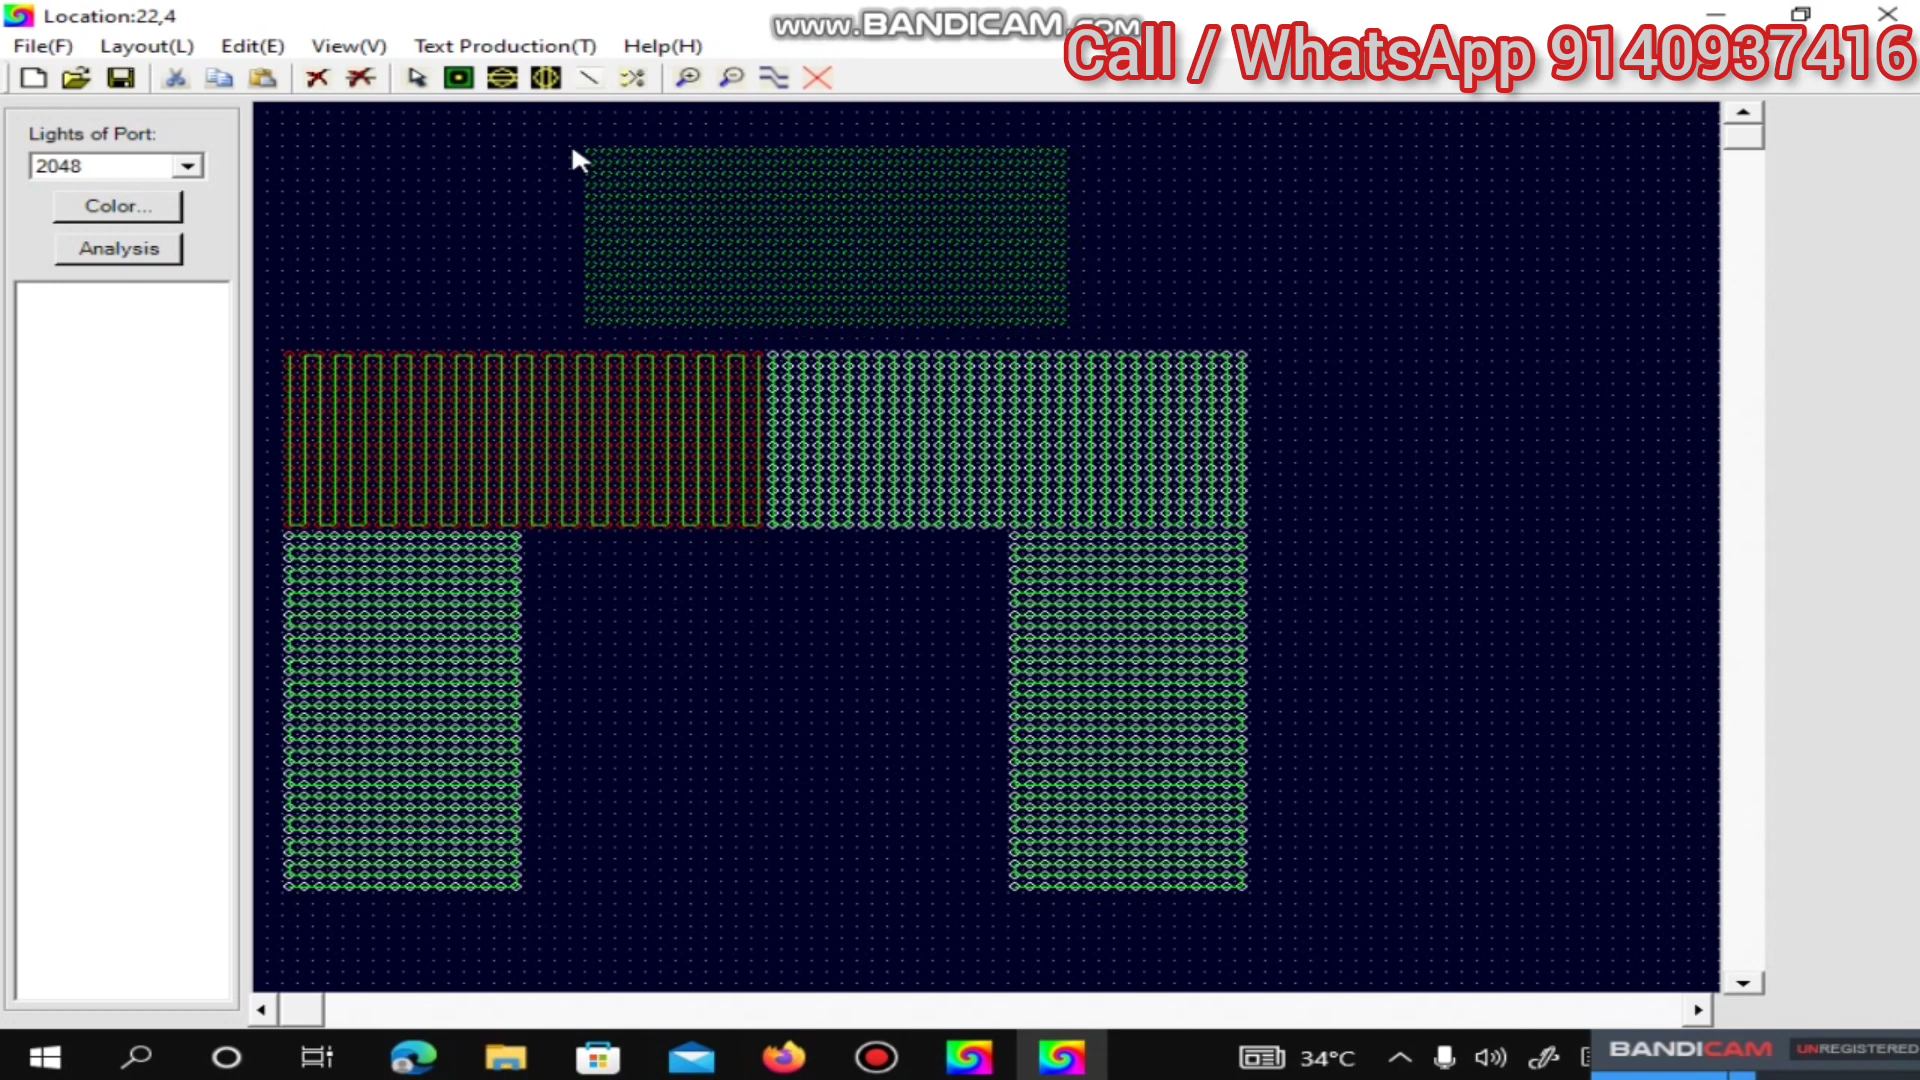 Location:22,4
www.BANDICAM.com
File(F) Layout(L) Edit(E) View(V) Text Production(T) Help(H)
Call / WhatsApp 9140937416
Lights of Port:
2048
Color...
Analysis
34°C
BANDICAM UNREGISTERED